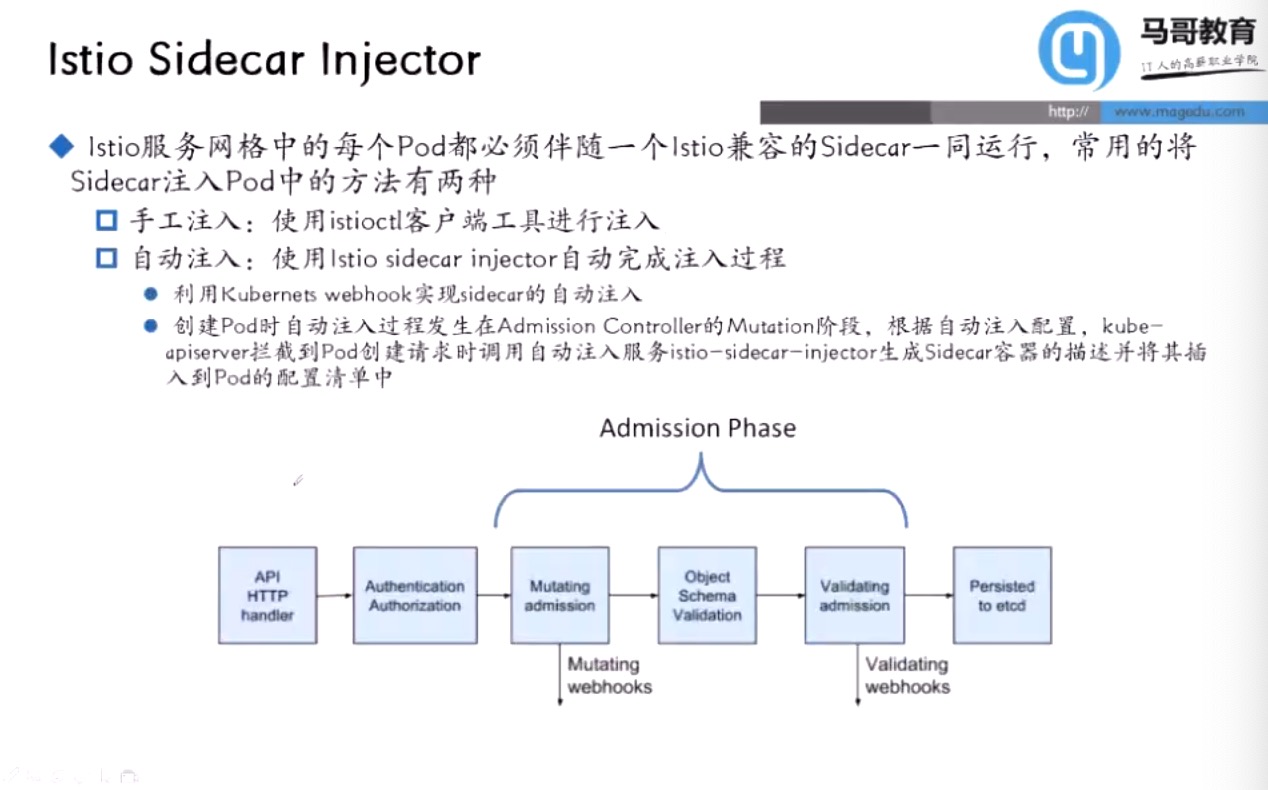 Istio Sidecar Injector
马哥教育
IT人的高薪职业学院
http:// www.magedu.com
Istio服务网格中的每个Pod都必须伴随一个Istio兼容的Sidecar一同运行，常用的将
Sidecar注入Pod中的方法有两种
手工注入：使用istioctl客户端工具进行注入
自动注入：使用Istio sidecar injector自动完成注入过程
利用Kubernets webhook实现sidecar的自动注入
创建Pod时自动注入过程发生在Admission Controller的Mutation阶段，根据自动注入配置，kube-
apiserver拦截到Pod创建请求时调用自动注入服务istio-sidecar-injector生成Sidecar容器的描述并将其插
入到Pod的配置清单中
Admission Phase
API
HTTP
handler
Authentication
Authorization
Mutating
admission
Object
Schema
Validation
Validating
admission
Persisted
to etcd
Mutating
webhooks
Validating
webhooks